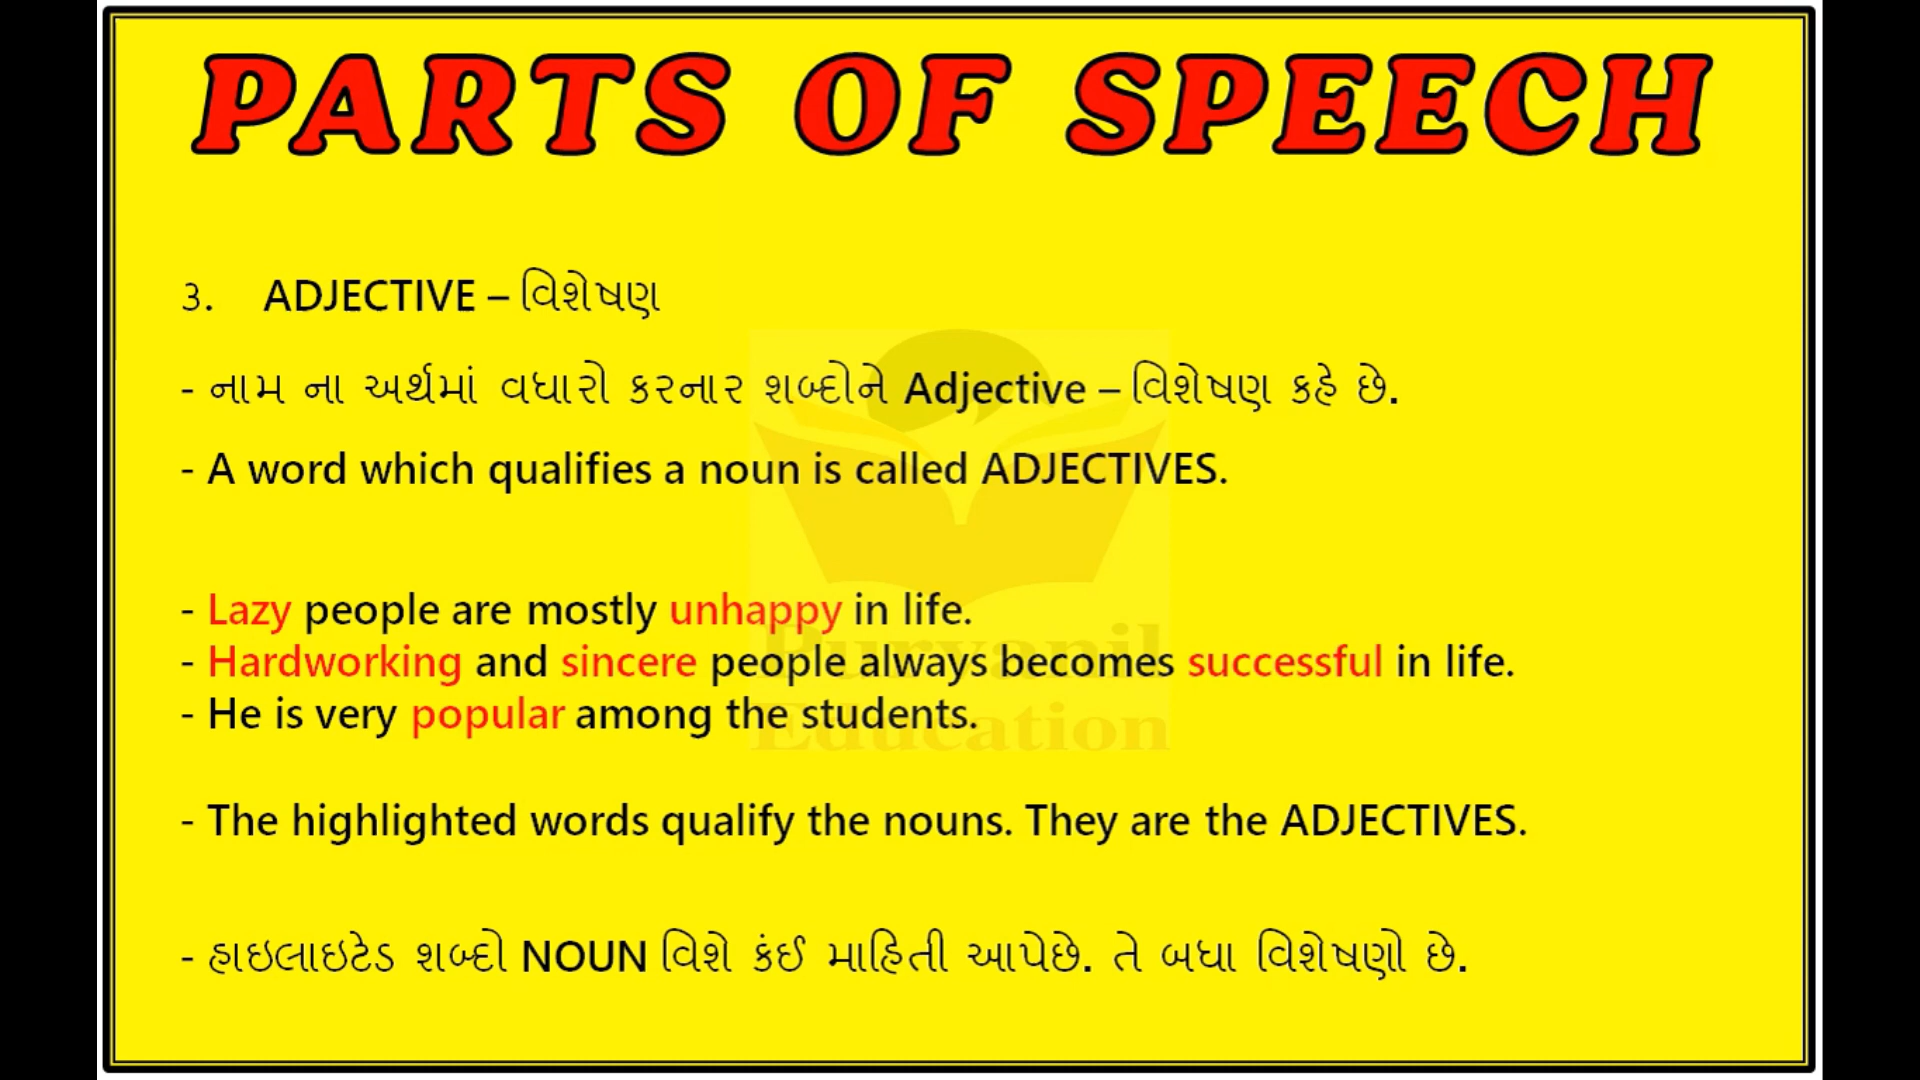 PARTS OF SPEECH
૩. ADJECTIVE – વિશેષણ
- નામ ના અર્થમાં વધારો કરનાર શબ્દોને Adjective – વિશેષણ કહે છે.
- A word which qualifies a noun is called ADJECTIVES.
- Lazy people are mostly unhappy in life.
- Hardworking and sincere people always becomes successful in life.
- He is very popular among the students.
- The highlighted words qualify the nouns. They are the ADJECTIVES.
- હાઇલાઇટેડ શબ્દો NOUN વિશે કંઈ માહિતી આપેછે. તે બધા વિશેષણો છે.
Purvanil
Education